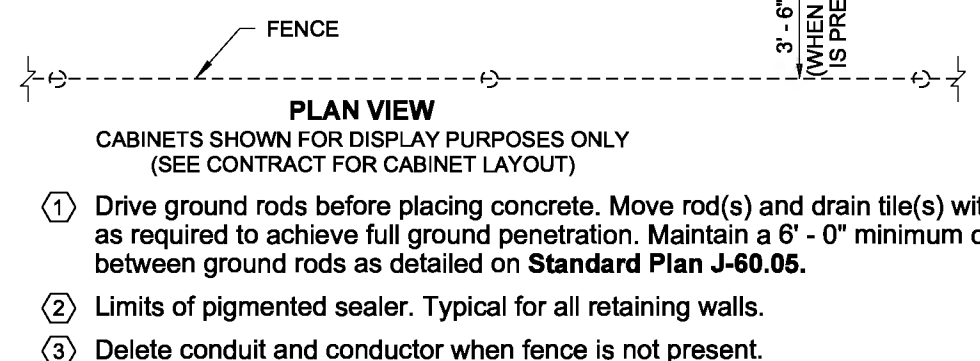 FENCE
3' - 6"
(WHEN
IS PRE
PLAN VIEW
CABINETS SHOWN FOR DISPLAY PURPOSES ONLY
(SEE CONTRACT FOR CABINET LAYOUT)
1 Drive ground rods before placing concrete. Move rod(s) and drain tile(s)
as required to achieve full ground penetration. Maintain a 6' - 0" minimum
between ground rods as detailed on Standard Plan J-60.05.
2 Limits of pigmented sealer. Typical for all retaining walls.
3 Delete conduit and conductor when fence is not present.